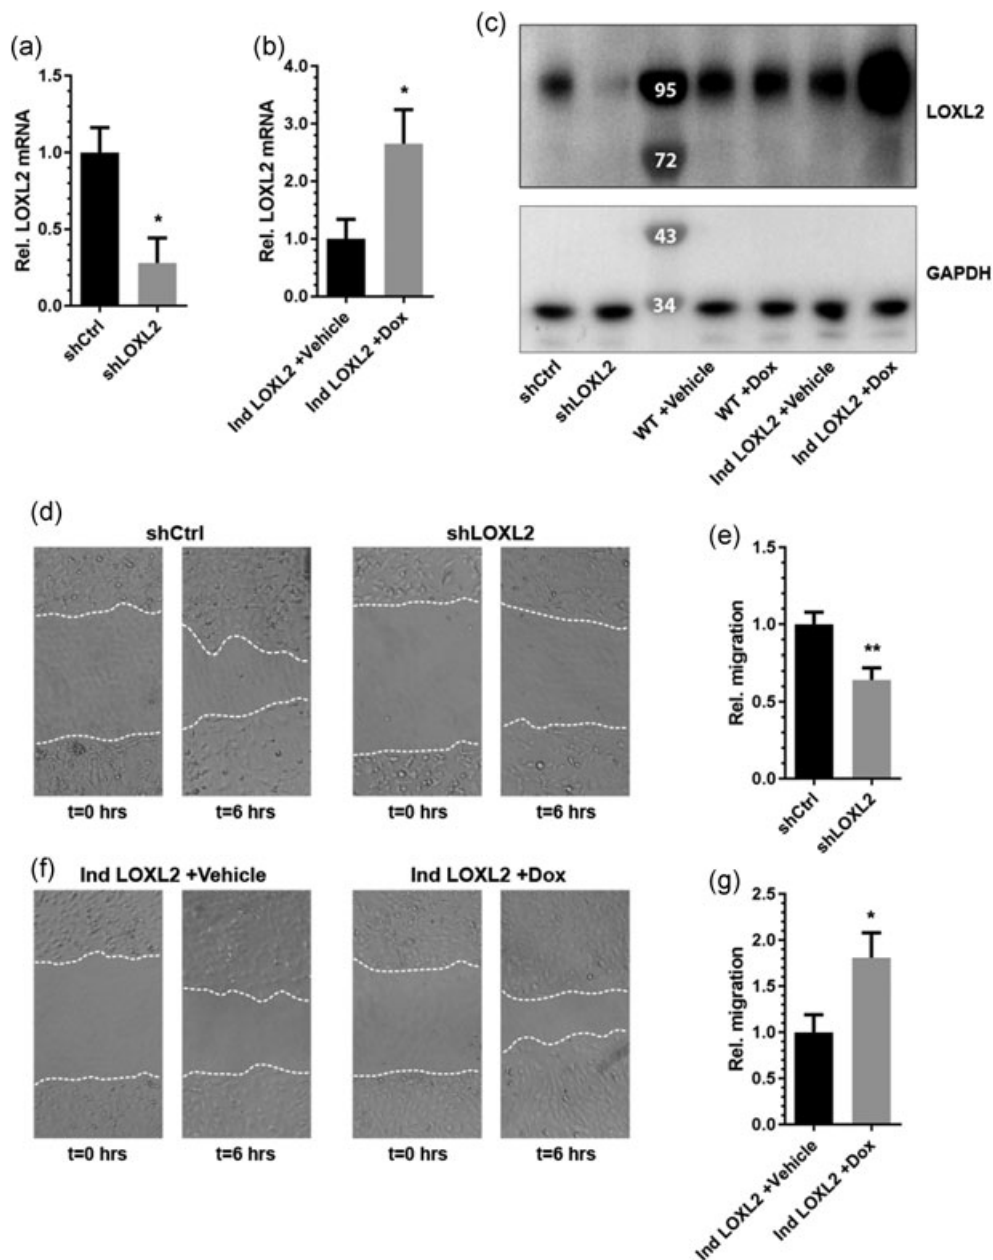 (a)
Rel. LOXL2 mRNA
1.5
1.0
0.5
0.0
*
shCtrl
shLOXL2
(b)
Rel. LOXL2 mRNA
4.0
3.0
2.0
1.0
0.0
*
Ind LOXL2 +Vehicle
Ind LOXL2 +Dox
(c)
95
72
LOXL2
43
34
GAPDH
shCtrl
shLOXL2
WT +Vehicle
WT +Dox
Ind LOXL2 +Vehicle
Ind LOXL2 +Dox
(d)
shCtrl
shLOXL2
t=0 hrs
t=6 hrs
t=0 hrs
t=6 hrs
(e)
Rel. migration
1.5
1.0
0.5
0.0
**
shCtrl
shLOXL2
(f)
Ind LOXL2 +Vehicle
Ind LOXL2 +Dox
t=0 hrs
t=6 hrs
t=0 hrs
t=6 hrs
(g)
Rel. migration
2.5
2.0
1.5
1.0
0.5
0.0
*
Ind LOXL2 +Vehicle
Ind LOXL2 +Dox